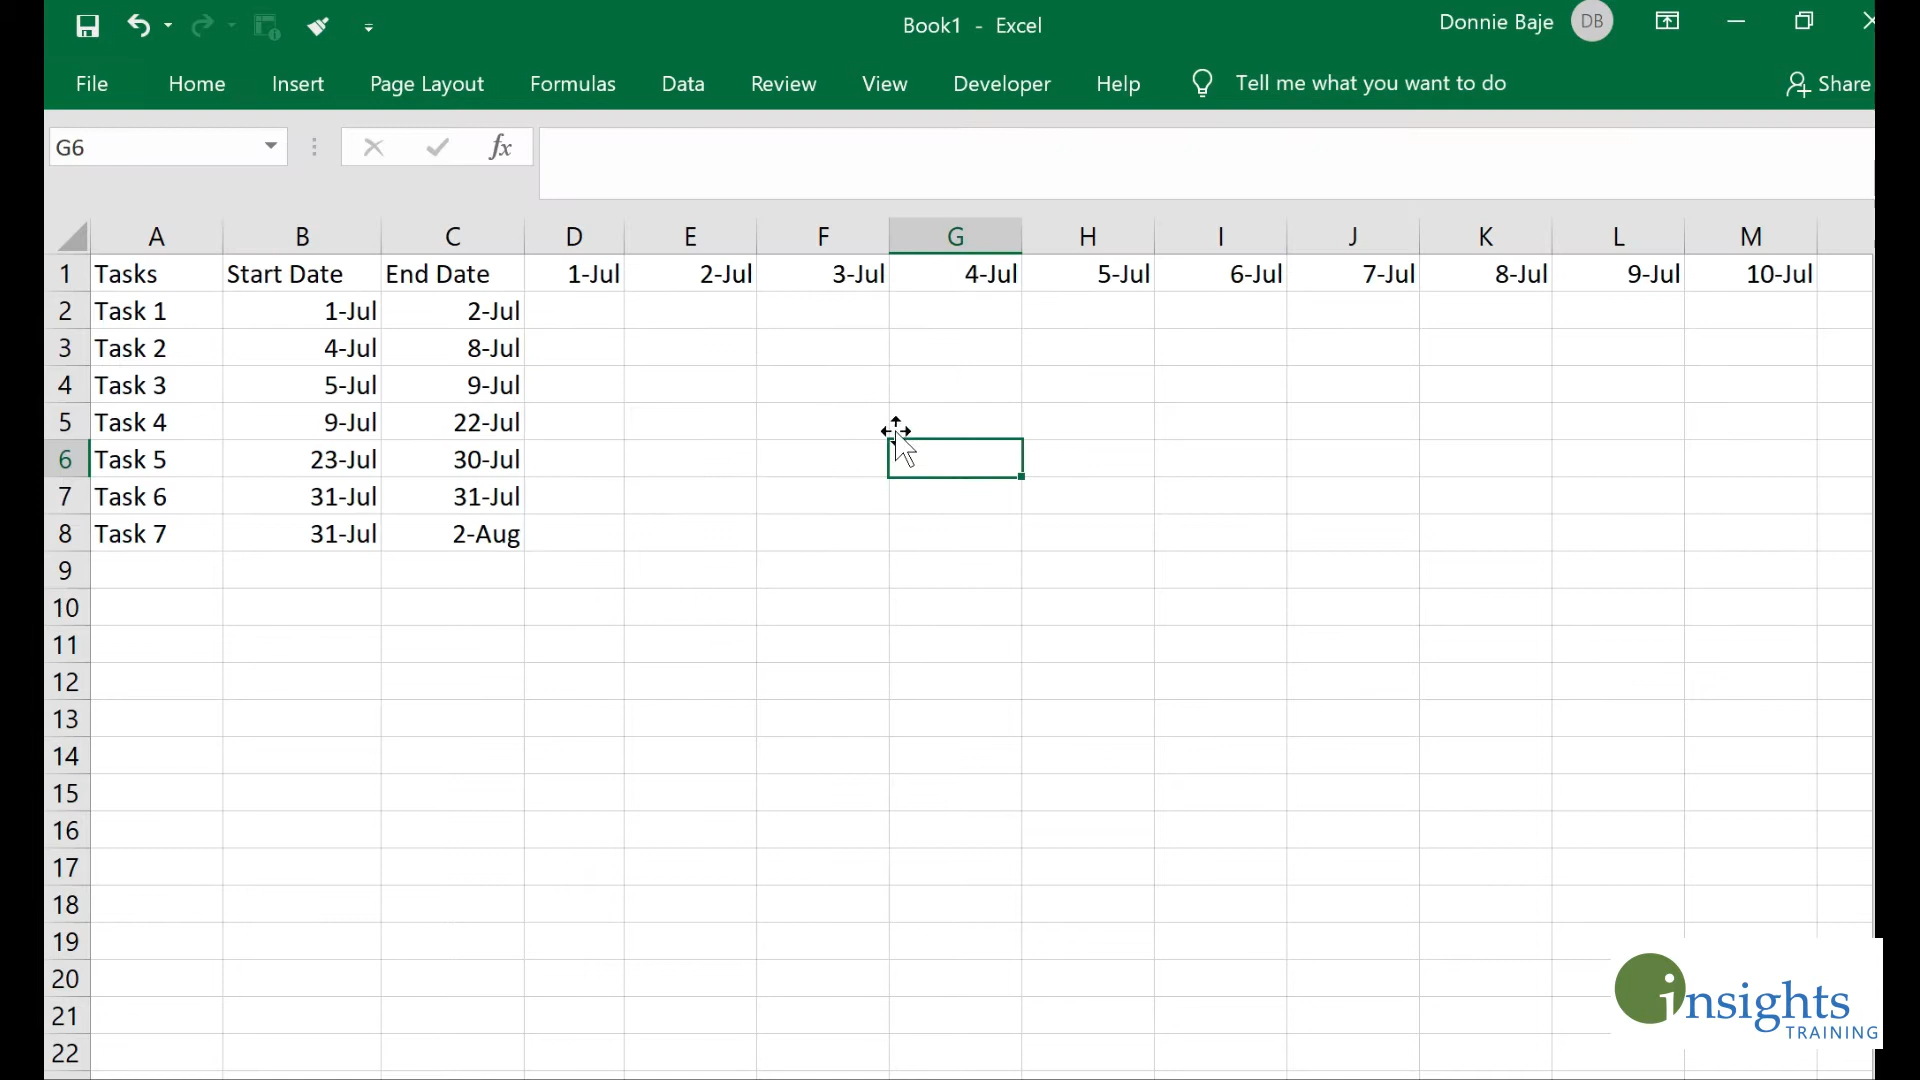 Book1 - Excel
Donnie Baje DB
File Home Insert Page Layout Formulas Data Review View Developer Help Tell me what you want to do Share
G6 fx
A B C D E F G H I J K L M
1 Tasks Start Date End Date 1-Jul 2-Jul 3-Jul 4-Jul 5-Jul 6-Jul 7-Jul 8-Jul 9-Jul 10-Jul
2 Task 1 1-Jul 2-Jul
3 Task 2 4-Jul 8-Jul
4 Task 3 5-Jul 9-Jul
5 Task 4 9-Jul 22-Jul
6 Task 5 23-Jul 30-Jul
7 Task 6 31-Jul 31-Jul
8 Task 7 31-Jul 2-Aug
9
10
11
12
13
14
15
16
17
18
19
20
21
22
insights
TRAINING